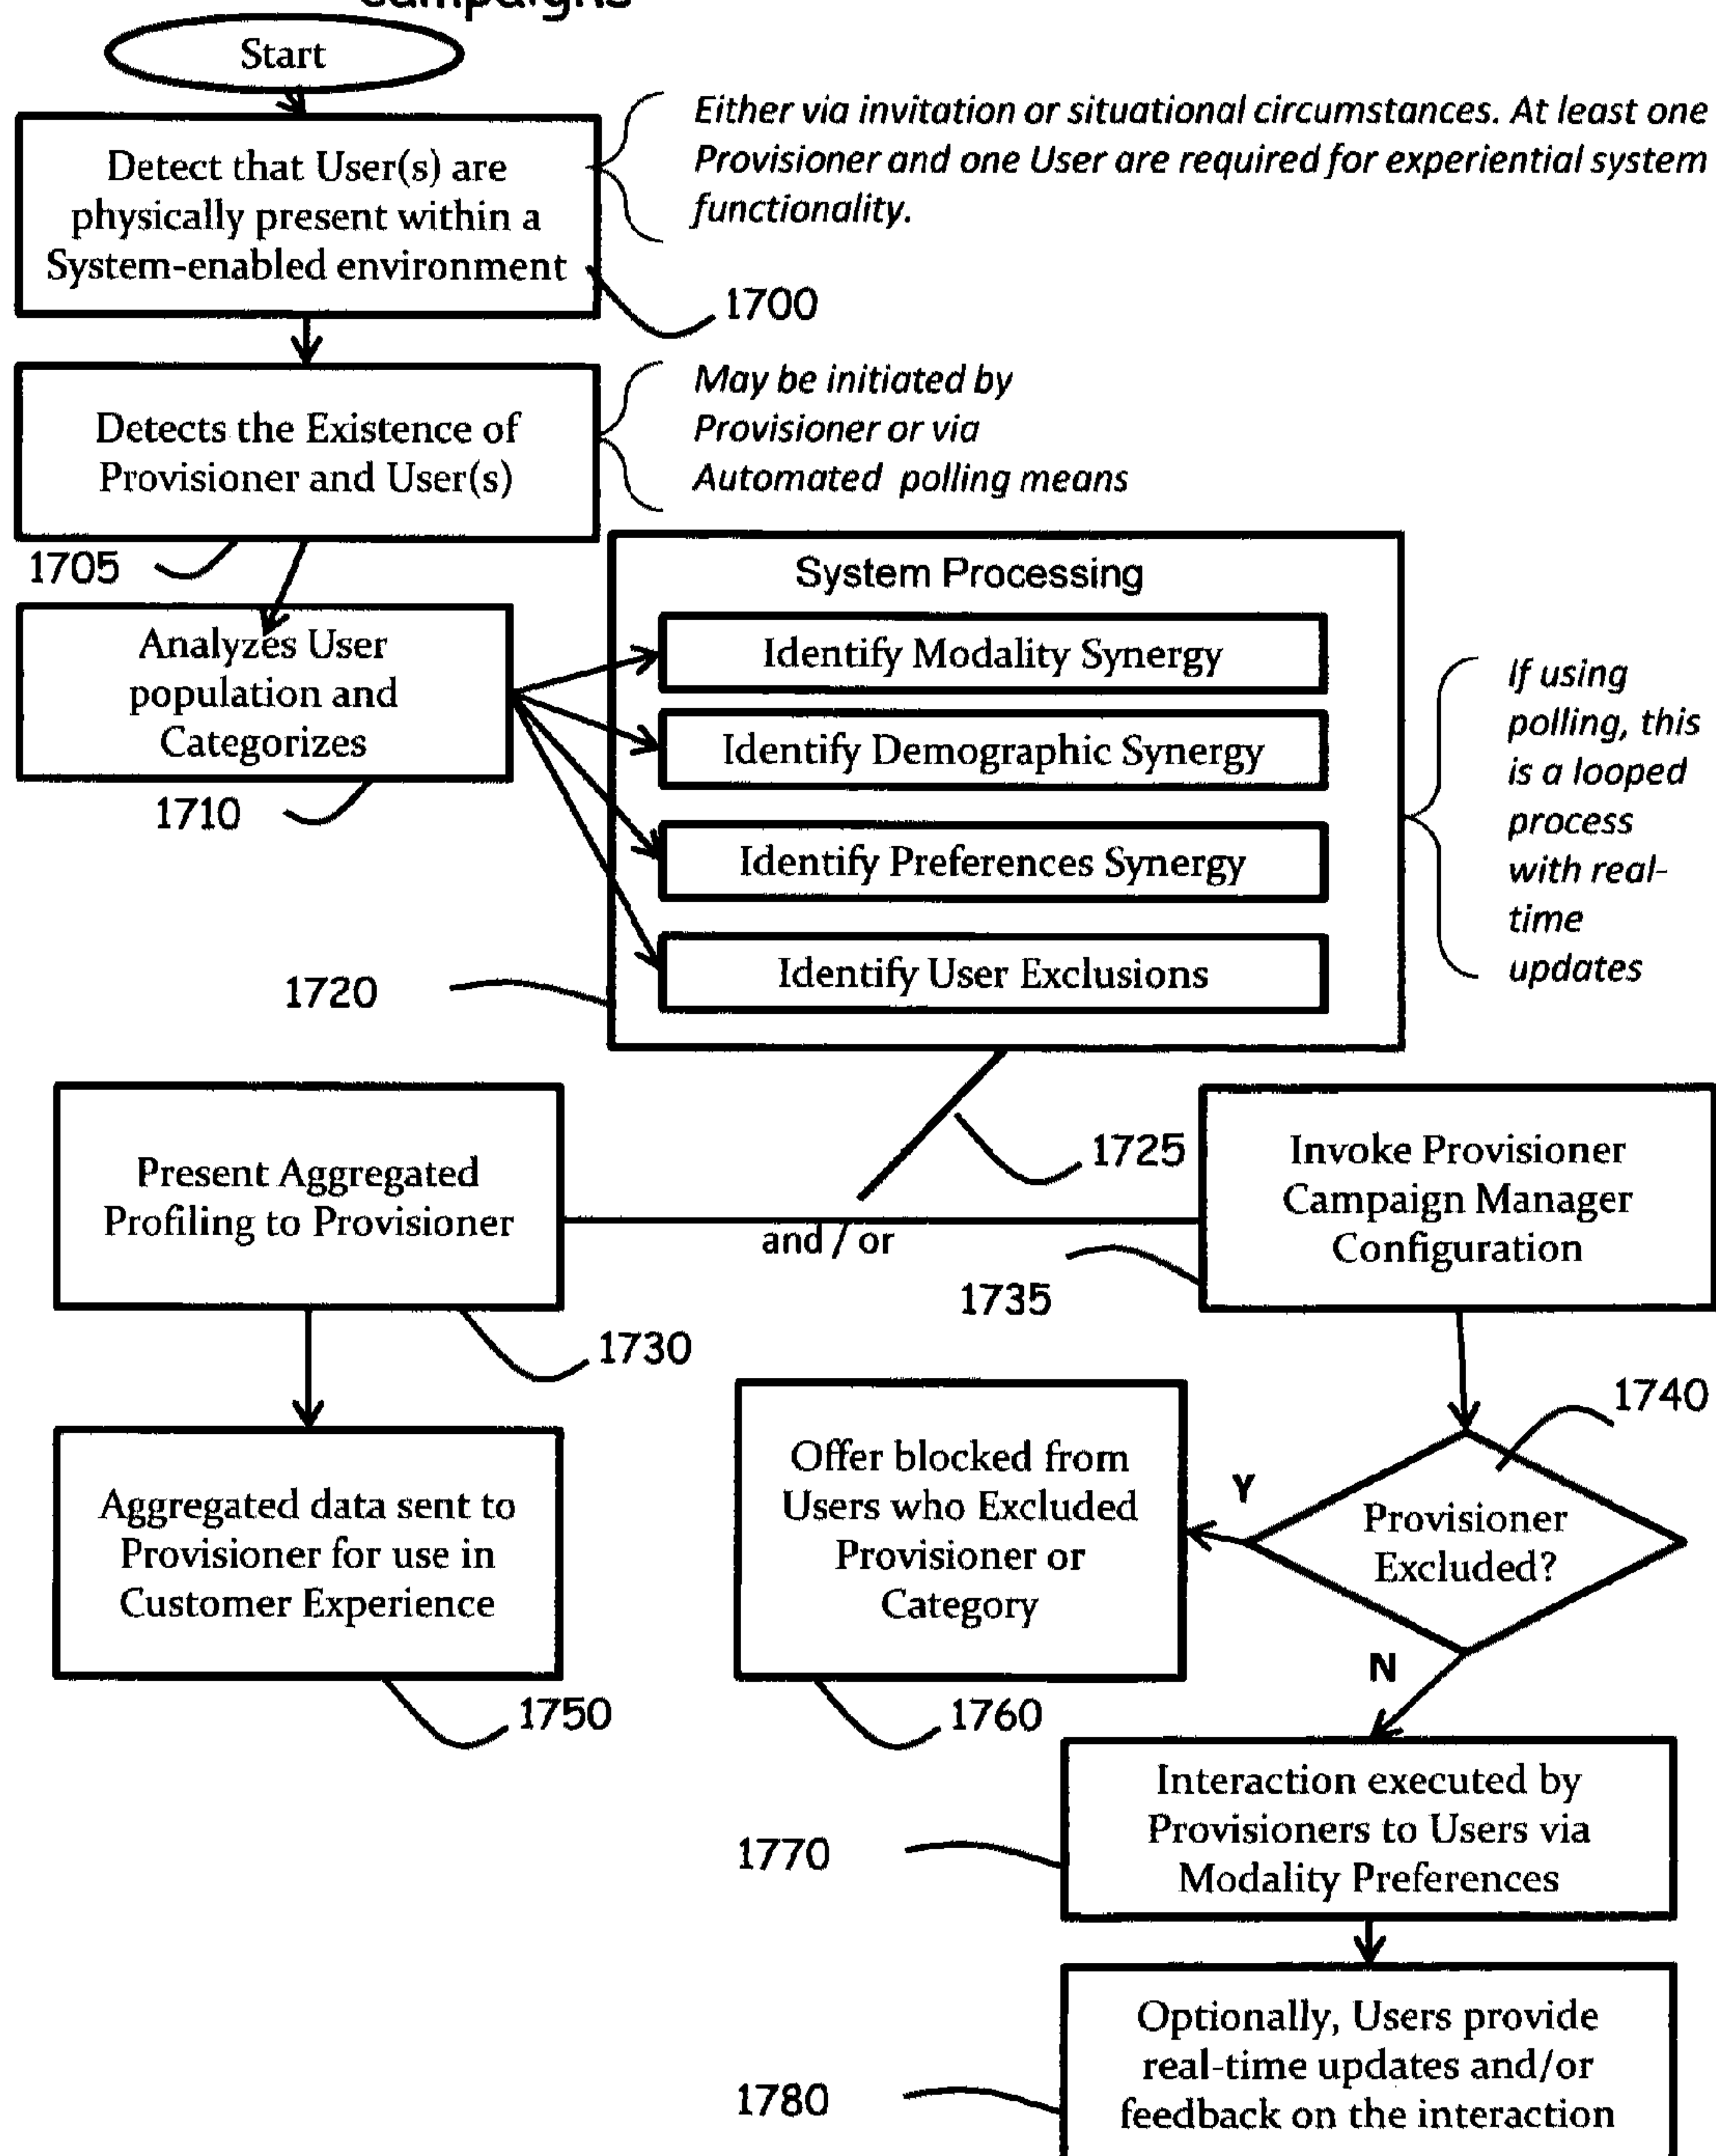 Campaigns
Start
Detect that User(s) are
physically present within a
System-enabled environment
Either via invitation or situational circumstances. At least one
Provisioner and one User are required for experiential system
functionality.
1700
Detects the Existence of
Provisioner and User(s)
May be initiated by
Provisioner or via
Automated polling means
1705
Analyzes User
population and
Categorizes
1710
System Processing
Identify Modality Synergy
Identify Demographic Synergy
Identify Preferences Synergy
Identify User Exclusions
1720
If using
polling, this
is a looped
process
with real-
time
updates
1725
Present Aggregated
Profiling to Provisioner
and / or
Invoke Provisioner
Campaign Manager
Configuration
1735
1730
1740
Aggregated data sent to
Provisioner for use in
Customer Experience
1750
Offer blocked from
Users who Excluded
Provisioner or
Category
1760
Y
Provisioner
Excluded?
N
Interaction executed by
Provisioners to Users via
Modality Preferences
1770
Optionally, Users provide
real-time updates and/or
feedback on the interaction
1780